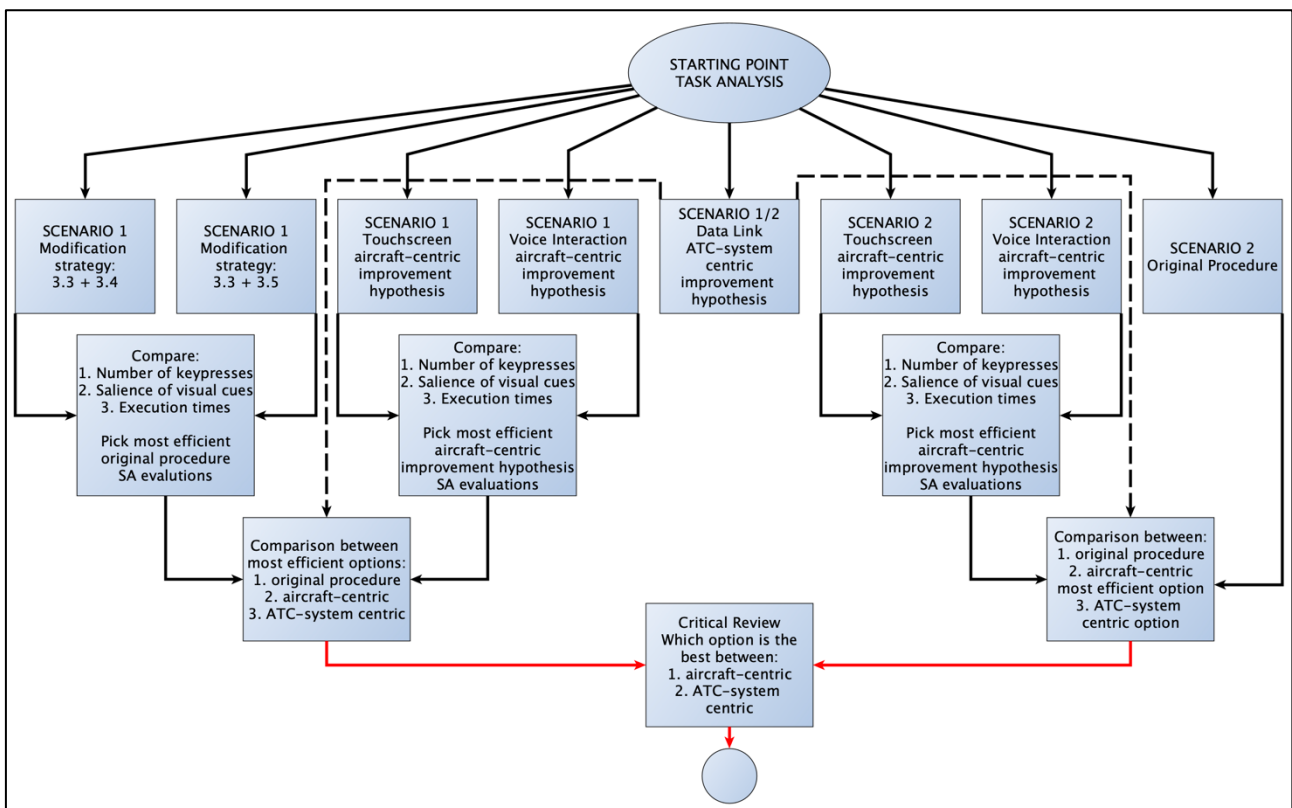 STARTING POINT
TASK ANALYSIS
SCENARIO 1
Modification
strategy:
3.3 + 3.4
SCENARIO 1
Modification
strategy:
3.3 + 3.5
SCENARIO 1
Touchscreen
aircraft-centric
improvement
hypothesis
SCENARIO 1
Voice Interaction
aircraft-centric
improvement
hypothesis
SCENARIO 1/2
Data Link
ATC-system
centric
improvement
hypothesis
SCENARIO 2
Touchscreen
aircraft-centric
improvement
hypothesis
SCENARIO 2
Voice Interaction
aircraft-centric
improvement
hypothesis
SCENARIO 2
Original Procedure
Compare:
1. Number of keypresses
2. Salience of visual cues
3. Execution times
Pick most efficient
original procedure
SA evalutions
Compare:
1. Number of keypresses
2. Salience of visual cues
3. Execution times
Pick most efficient
aircraft-centric
improvement hypothesis
SA evaluations
Compare:
1. Number of keypresses
2. Salience of visual cues
3. Execution times
Pick most efficient
aircraft-centric
improvement hypothesis
SA evaluations
Comparison between
most efficient options:
1. original procedure
2. aircraft-centric
3. ATC-system centric
Comparison between:
1. original procedure
2. aircraft-centric
most efficient option
3. ATC-system
centric option
Critical Review
Which option is the
best between:
1. aircraft-centric
2. ATC-system
centric